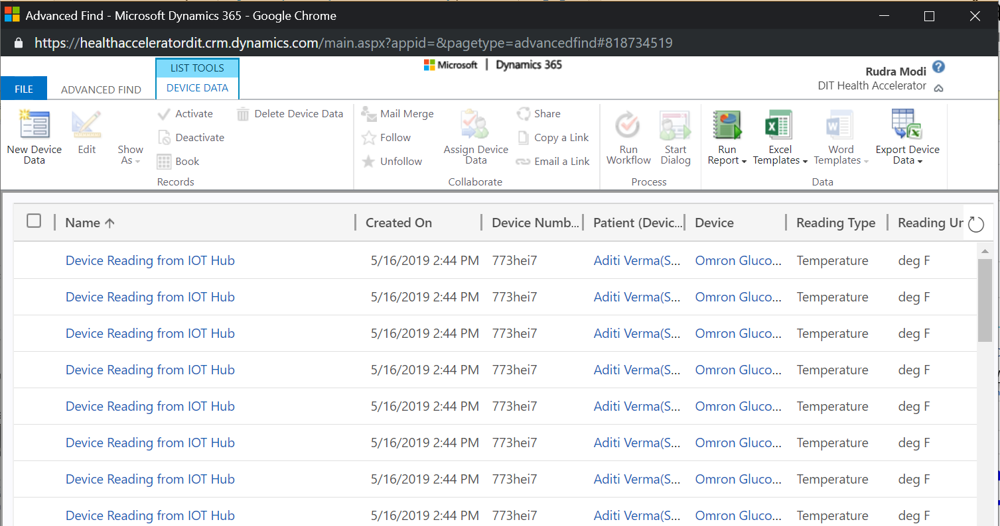 Advanced Find - Microsoft Dynamics 365 - Google Chrome
https://healthacceleratordit.crm.dynamics.com/main.aspx?appid=&pagetype=advancedfind#818734519
Microsoft | Dynamics 365
Rudra Modi
DIT Health Accelerator
FILE
ADVANCED FIND
LIST TOOLS
DEVICE DATA
New Device
Data
Edit
Show
As
Activate
Deactivate
Book
Delete Device Data
Records
Mail Merge
Follow
Unfollow
Assign Device
Data
Share
Copy a Link
Email a Link
Collaborate
Run
Workflow
Start
Dialog
Process
Run
Report
Excel
Templates
Word
Templates
Export Device
Data
Data
Name Created On Device Numb... Patient (Devic... Device Reading Type Reading Ur
Device Reading from IOT Hub 5/16/2019 2:44 PM 773hei7 Aditi Verma(S... Omron Gluco... Temperature deg F
Device Reading from IOT Hub 5/16/2019 2:44 PM 773hei7 Aditi Verma(S... Omron Gluco... Temperature deg F
Device Reading from IOT Hub 5/16/2019 2:44 PM 773hei7 Aditi Verma(S... Omron Gluco... Temperature deg F
Device Reading from IOT Hub 5/16/2019 2:44 PM 773hei7 Aditi Verma(S... Omron Gluco... Temperature deg F
Device Reading from IOT Hub 5/16/2019 2:44 PM 773hei7 Aditi Verma(S... Omron Gluco... Temperature deg F
Device Reading from IOT Hub 5/16/2019 2:44 PM 773hei7 Aditi Verma(S... Omron Gluco... Temperature deg F
Device Reading from IOT Hub 5/16/2019 2:44 PM 773hei7 Aditi Verma(S... Omron Gluco... Temperature deg F
Device Reading from IOT Hub 5/16/2019 2:44 PM 773hei7 Aditi Verma(S... Omron Gluco... Temperature deg F